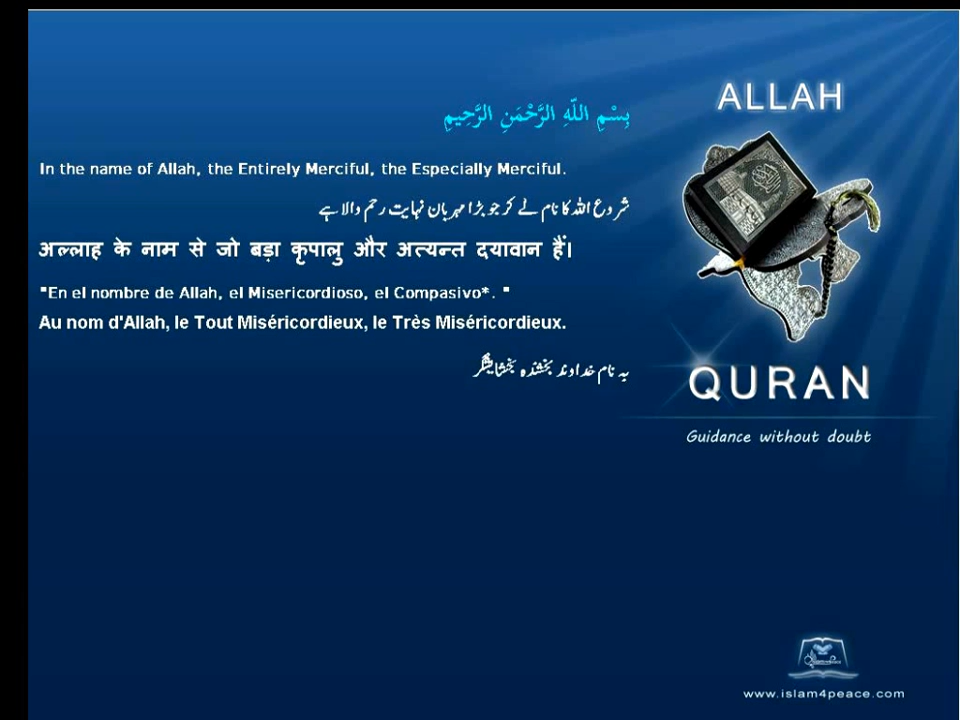 بِسْمِ اللَّهِ الرَّحْمَنِ الرَّحِيمِ
In the name of Allah, the Entirely Merciful, the Especially Merciful.
شروع اللہ کا نام لے کر جو بڑا مہربان نہایت رحم والا ہے
अल्लाह के नाम से जो बड़ा कृपालु और अत्यन्त दयावान हैं।
"En el nombre de Allah, el Misericordioso, el Compasivo*. "
Au nom d'Allah, le Tout Miséricordieux, le Très Miséricordieux.
به نام خداوند بخشنده بخشایشگر
ALLAH
QURAN
Guidance without doubt
www.islam4peace.com